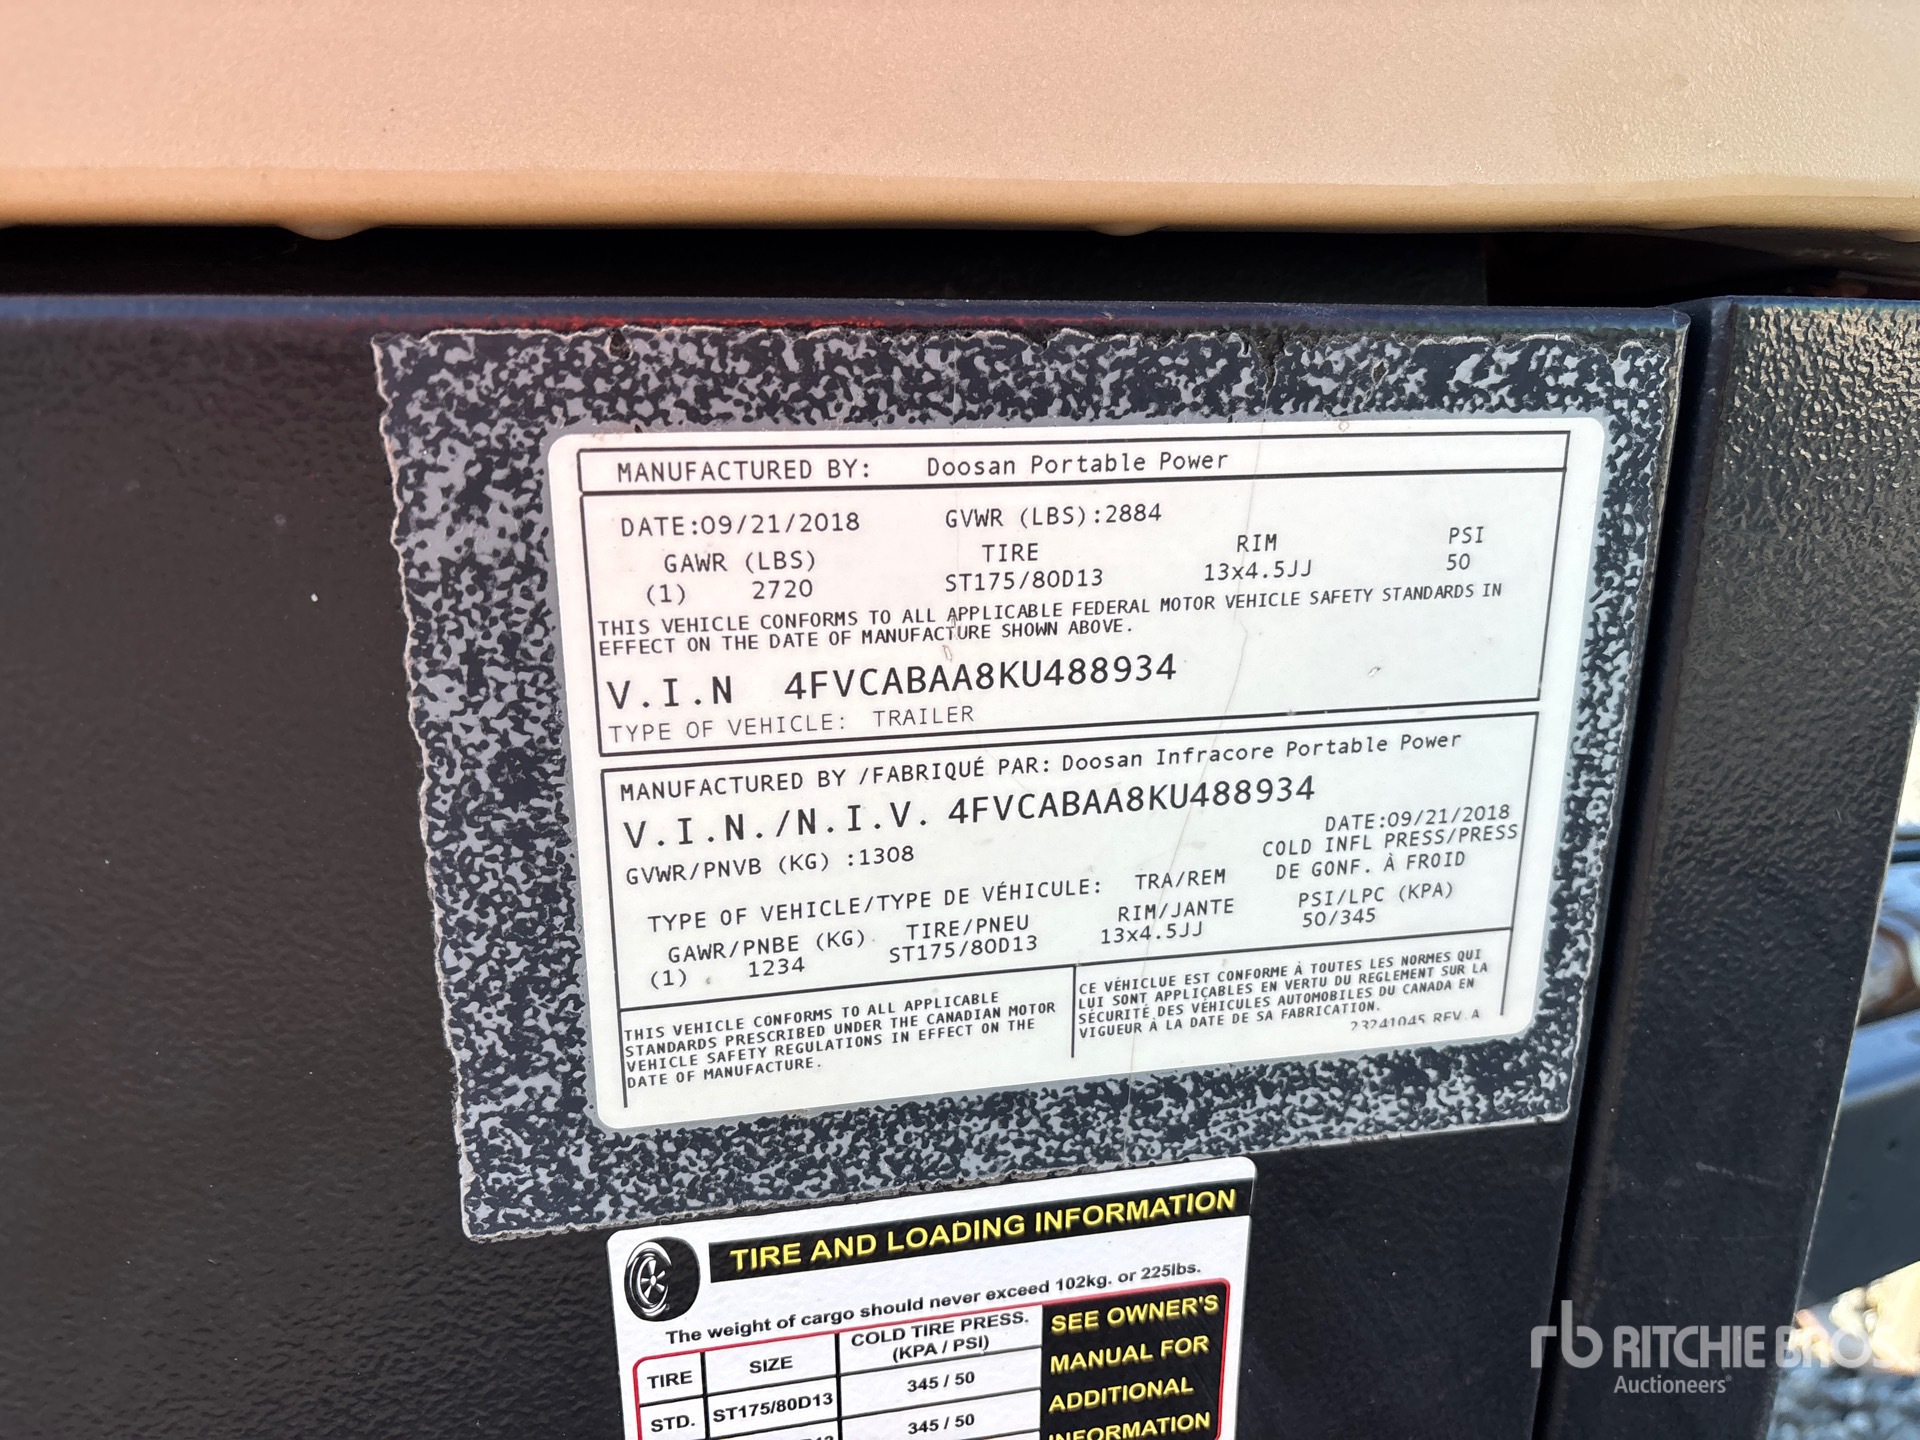 MANUFACTURED BY: Doosan Portable Power
DATE:09/21/2018 GVWR (LBS):2884
GAWR (LBS) TIRE RIM PSI
(1) 2720 ST175/80D13 13x4.5JJ 50
THIS VEHICLE CONFORMS TO ALL APPLICABLE FEDERAL MOTOR VEHICLE SAFETY STANDARDS IN
EFFECT ON THE DATE OF MANUFACTURE SHOWN ABOVE.
V.I.N 4FVCABAA8KU488934
TYPE OF VEHICLE: TRAILER
MANUFACTURED BY /FABRIQUÉ PAR: Doosan Infracore Portable Power
V.I.N./N.I.V. 4FVCABAA8KU488934
GVWR/PNVB (KG) :1308
DATE:09/21/2018
COLD INFL PRESS/PRESS
DE GONF. À FROID
TYPE OF VEHICLE/TYPE DE VÉHICULE: TRA/REM
GAWR/PNBE (KG) TIRE/PNEU RIM/JANTE PSI/LPC (KPA)
(1) 1234 ST175/80D13 13x4.5JJ 50/345
THIS VEHICLE CONFORMS TO ALL APPLICABLE
STANDARDS PRESCRIBED UNDER THE CANADIAN MOTOR
VEHICLE SAFETY REGULATIONS IN EFFECT ON THE
DATE OF MANUFACTURE.
CE VÉHICLUE EST CONFORME À TOUTES LES NORMES QUI
LUI SONT APPLICABLES EN VERTU DU REGLEMENT SUR LA
SÉCURITÉ DES VÉHICULES AUTOMOBILES DU CANADA EN
VIGUEUR À LA DATE DE SA FABRICATION.
23241045 REV.A
TIRE AND LOADING INFORMATION
The weight of cargo should never exceed 102kg. or 225lbs.
TIRE SIZE COLD TIRE PRESS.
(KPA / PSI)
STD. ST175/80D13 345 / 50
345 / 50
SEE OWNER'S
MANUAL FOR
ADDITIONAL
INFORMATION
rb RITCHIE BROS
Auctioneers